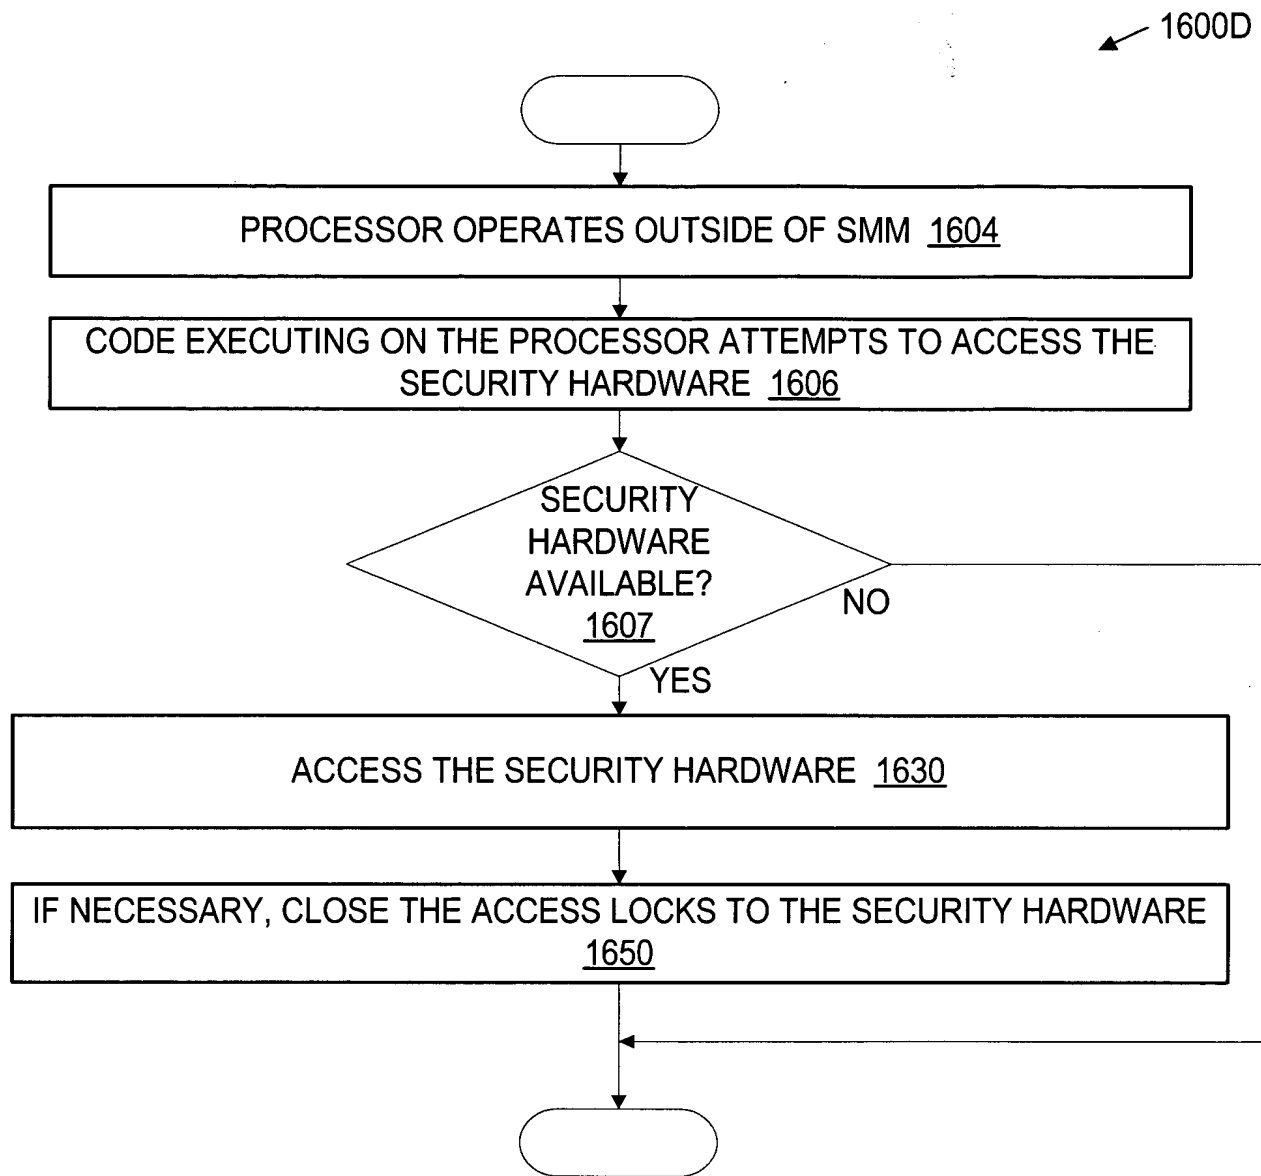 1600D
PROCESSOR OPERATES OUTSIDE OF SMM 1604
CODE EXECUTING ON THE PROCESSOR ATTEMPTS TO ACCESS THE
SECURITY HARDWARE 1606
SECURITY
HARDWARE
AVAILABLE?
1607
NO
YES
ACCESS THE SECURITY HARDWARE 1630
IF NECESSARY, CLOSE THE ACCESS LOCKS TO THE SECURITY HARDWARE
1650